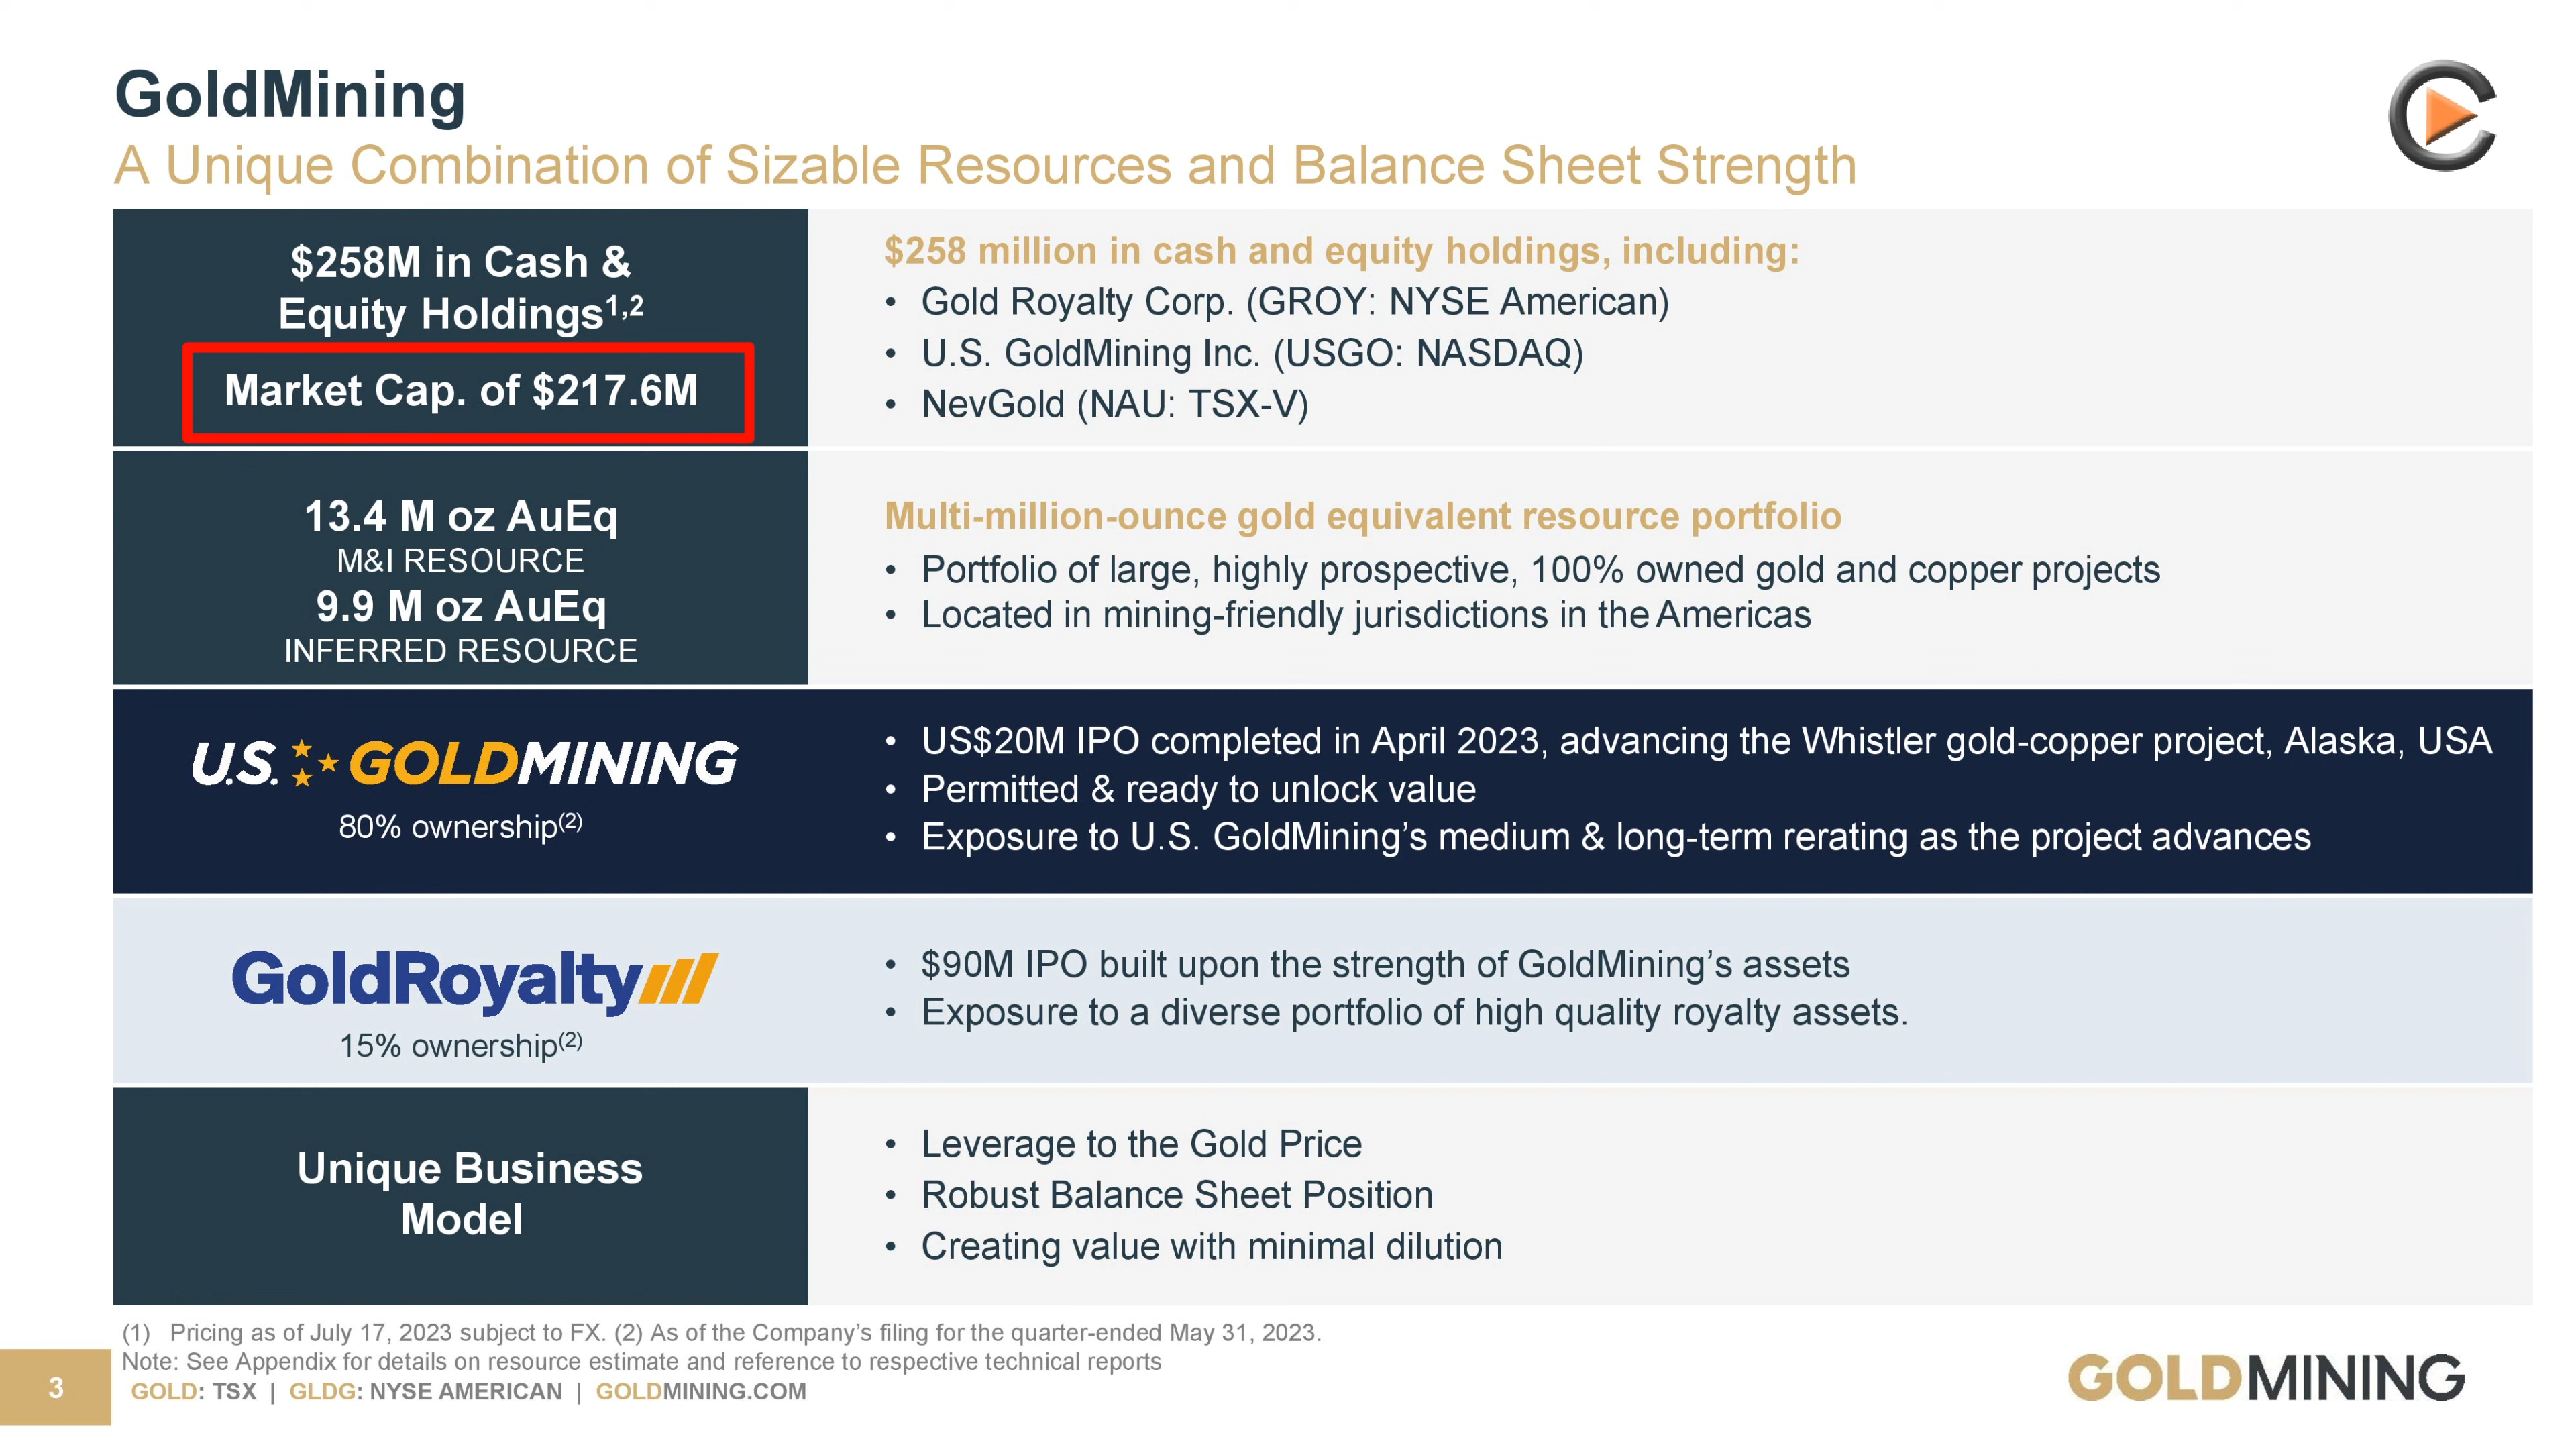 GoldMining
A Unique Combination of Sizable Resources and Balance Sheet Strength
$258M in Cash &
Equity Holdings1,2
Market Cap. of $217.6M
$258 million in cash and equity holdings, including:
• Gold Royalty Corp. (GROY: NYSE American)
• U.S. GoldMining Inc. (USGO: NASDAQ)
• NevGold (NAU: TSX-V)
13.4 M oz AuEq
M&I RESOURCE
9.9 M oz AuEq
INFERRED RESOURCE
Multi-million-ounce gold equivalent resource portfolio
• Portfolio of large, highly prospective, 100% owned gold and copper projects
• Located in mining-friendly jurisdictions in the Americas
U.S. GOLDMINING
80% ownership(2)
• US$20M IPO completed in April 2023, advancing the Whistler gold-copper project, Alaska, USA
• Permitted & ready to unlock value
• Exposure to U.S. GoldMining’s medium & long-term rerating as the project advances
GoldRoyalty
15% ownership(2)
• $90M IPO built upon the strength of GoldMining’s assets
• Exposure to a diverse portfolio of high quality royalty assets.
Unique Business
Model
• Leverage to the Gold Price
• Robust Balance Sheet Position
• Creating value with minimal dilution
(1) Pricing as of July 17, 2023 subject to FX. (2) As of the Company’s filing for the quarter-ended May 31, 2023.
Note: See Appendix for details on resource estimate and reference to respective technical reports
3
GOLD: TSX | GLDG: NYSE AMERICAN | GOLDMINING.COM
GOLDMINING